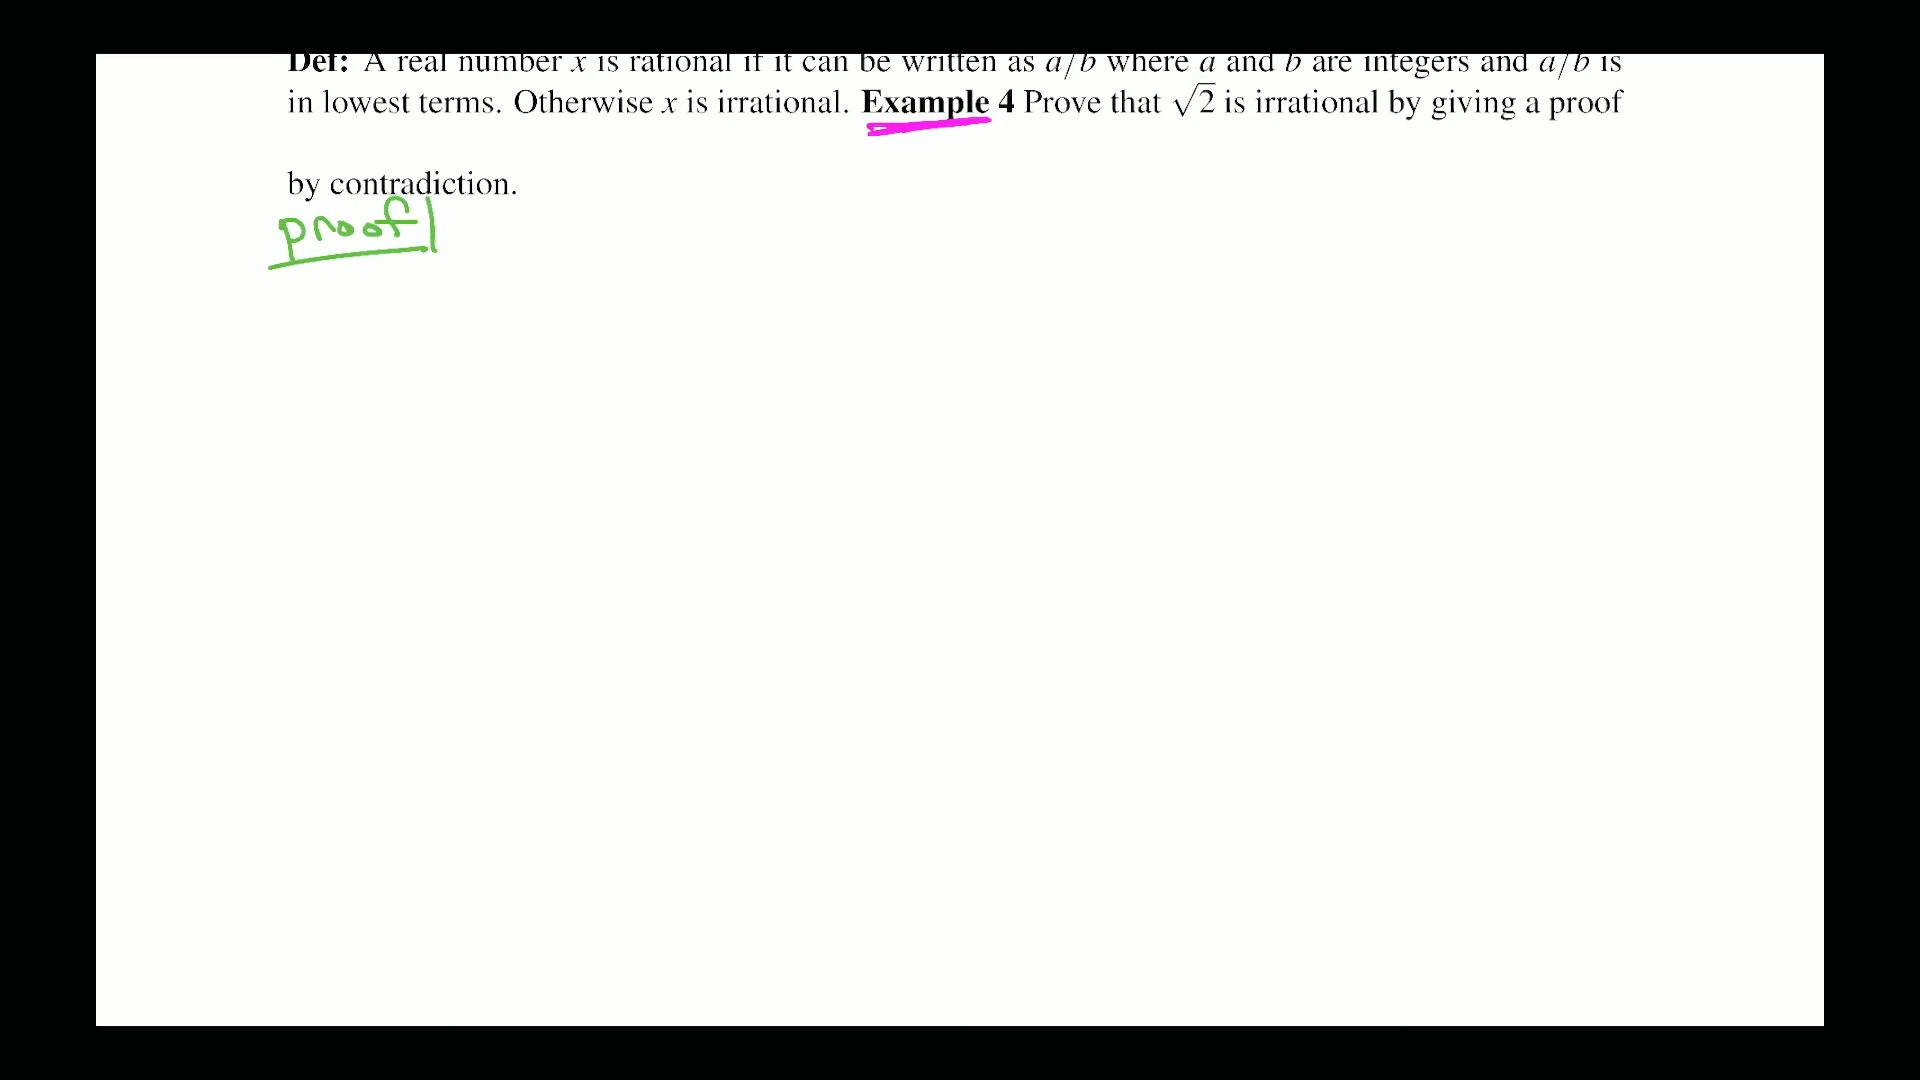 Def: A real number x is rational if it can be written as a/b where a and b are integers and a/b is
in lowest terms. Otherwise x is irrational. Example 4 Prove that √2 is irrational by giving a proof
by contradiction.
proof